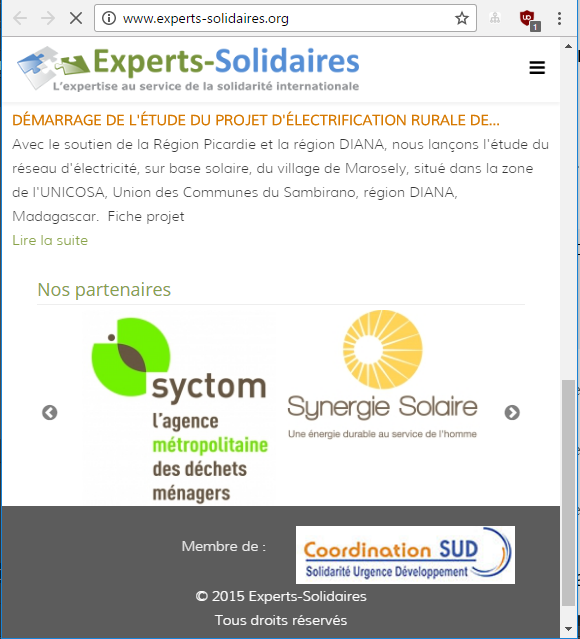 www.experts-solidaires.org
1
Experts-Solidaires
L'expertise au service de la solidarité internationale
DÉMARRAGE DE L'ÉTUDE DU PROJET D'ÉLECTRIFICATION RURALE DE...
Avec le soutien de la Région Picardie et la région DIANA, nous lançons l'étude du
réseau d'électricité, sur base solaire, du village de Marosely, situé dans la zone
de l'UNICOSA, Union des Communes du Sambirano, région DIANA,
Madagascar. Fiche projet
Lire la suite
Nos partenaires
syctom
l'agence
métropolitaine
des déchets
ménagers
Synergie Solaire
Une énergie durable au service de l'homme
Membre de :
Coordination SUD
Solidarité Urgence Développement
© 2015 Experts-Solidaires
Tous droits réservés